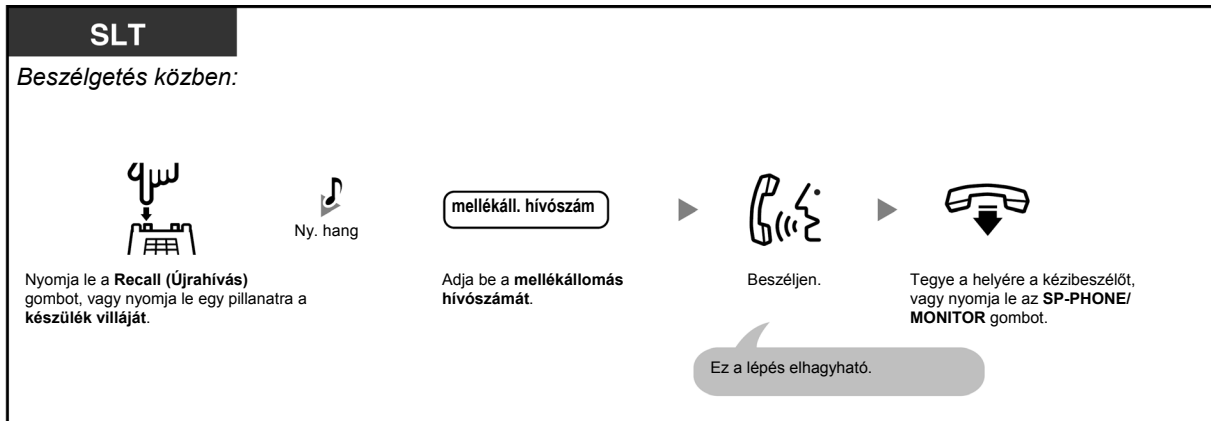 SLT
Beszélgetés közben:
Ny. hang
mellékáll. hívószám
Nyomja le a Recall (Újrahívás)
gombot, vagy nyomja le egy pillanatra a
készülék villáját.
Adja be a mellékállomás
hívószámát.
Beszéljen.
Tegye a helyére a kézibeszélőt,
vagy nyomja le az SP-PHONE/
MONITOR gombot.
Ez a lépés elhagyható.